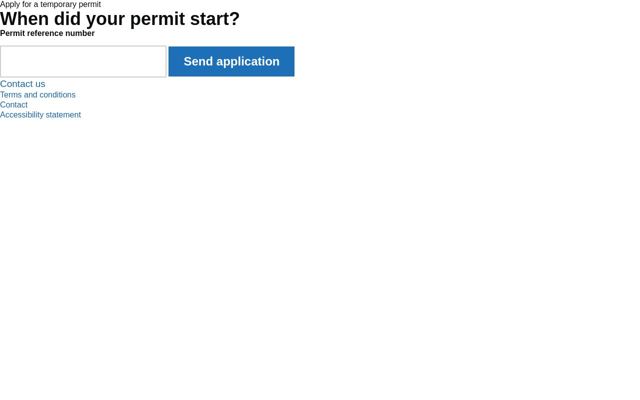 Apply for a temporary permit
When did your permit start?
Permit reference number
Send application
Contact us
Terms and conditions
Contact
Accessibility statement